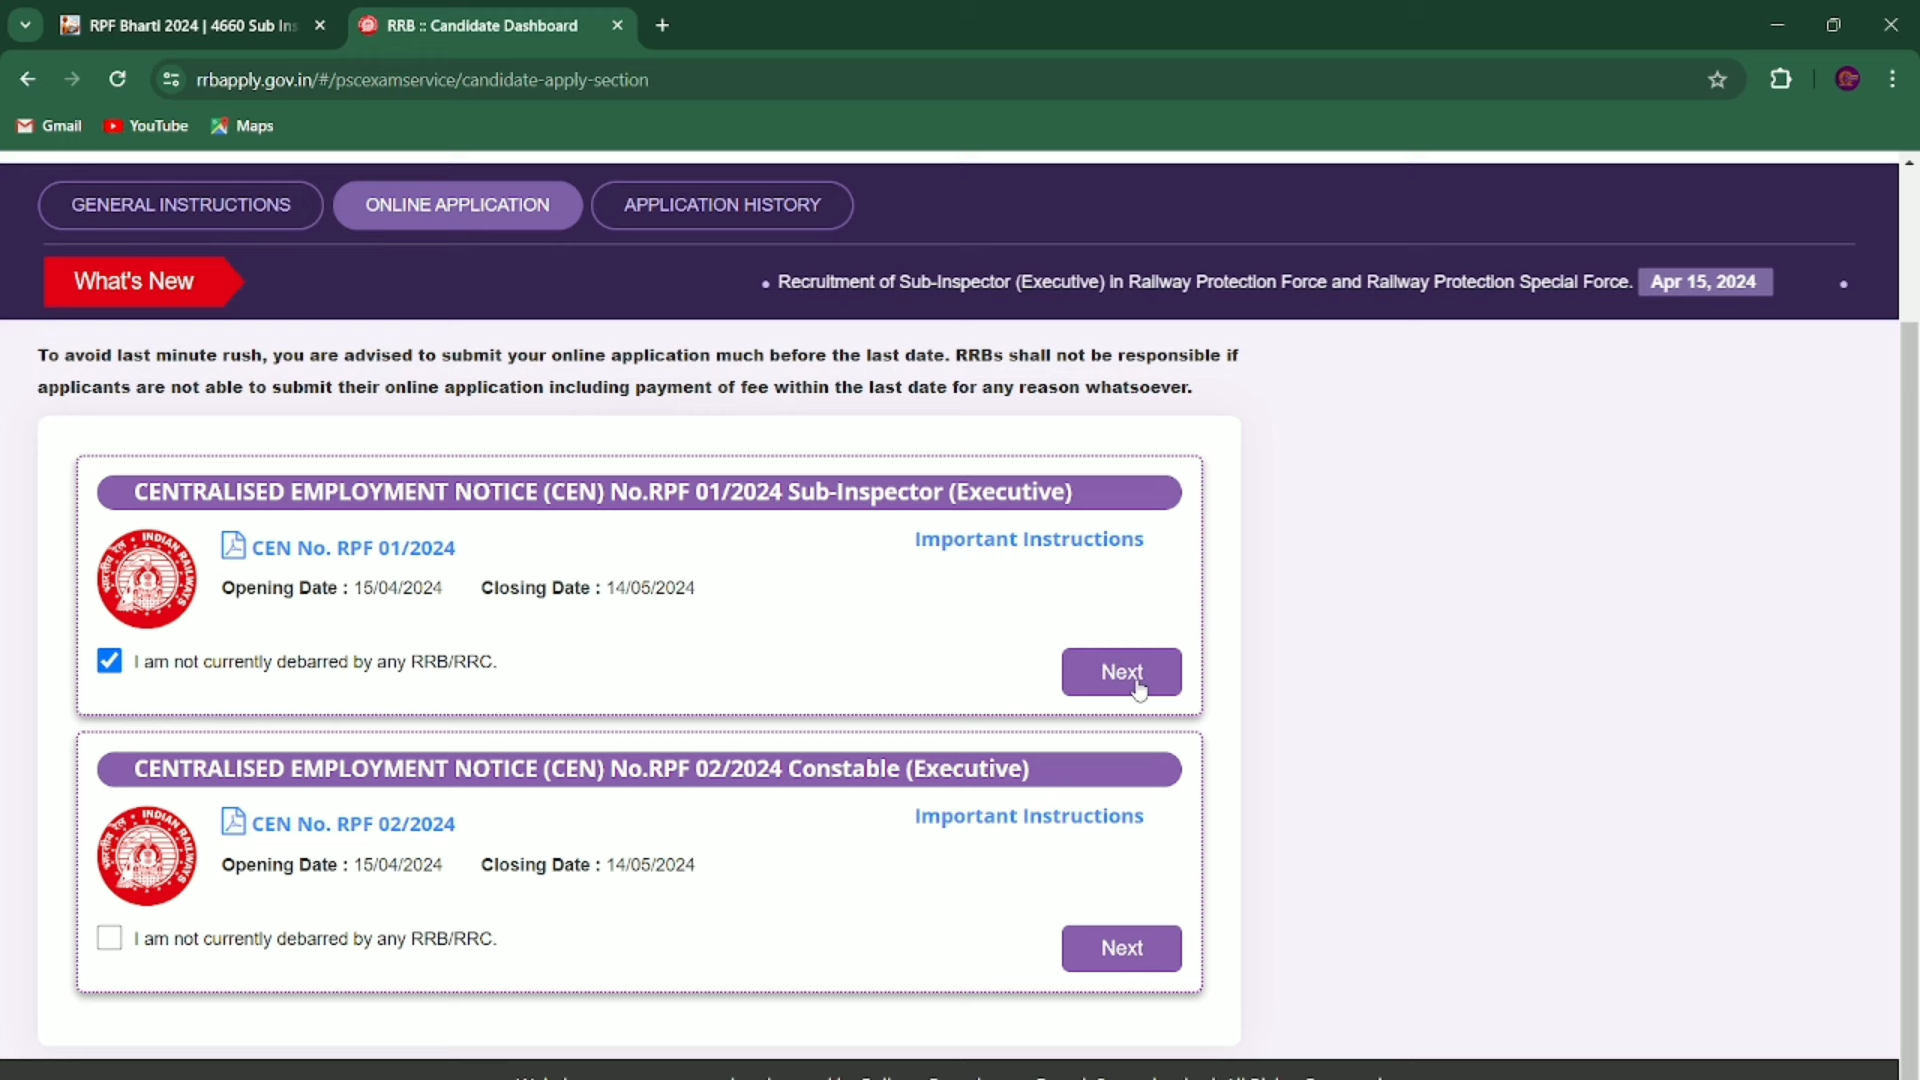 RPF Bharti 2024 | 4660 Sub Ins
RRB :: Candidate Dashboard
rrbapply.gov.in/#/pscexamservice/candidate-apply-section
Gmail
YouTube
Maps
GENERAL INSTRUCTIONS
ONLINE APPLICATION
APPLICATION HISTORY
What's New
• Recruitment of Sub-Inspector (Executive) in Railway Protection Force and Railway Protection Special Force. Apr 15, 2024 •
To avoid last minute rush, you are advised to submit your online application much before the last date. RRBs shall not be responsible if
applicants are not able to submit their online application including payment of fee within the last date for any reason whatsoever.
CENTRALISED EMPLOYMENT NOTICE (CEN) No.RPF 01/2024 Sub-Inspector (Executive)
INDIAN RAILWAYS
भारतीय रेल
CEN No. RPF 01/2024
Important Instructions
Opening Date : 15/04/2024 Closing Date : 14/05/2024
I am not currently debarred by any RRB/RRC.
Next
CENTRALISED EMPLOYMENT NOTICE (CEN) No.RPF 02/2024 Constable (Executive)
INDIAN RAILWAYS
भारतीय रेल
CEN No. RPF 02/2024
Important Instructions
Opening Date : 15/04/2024 Closing Date : 14/05/2024
I am not currently debarred by any RRB/RRC.
Next